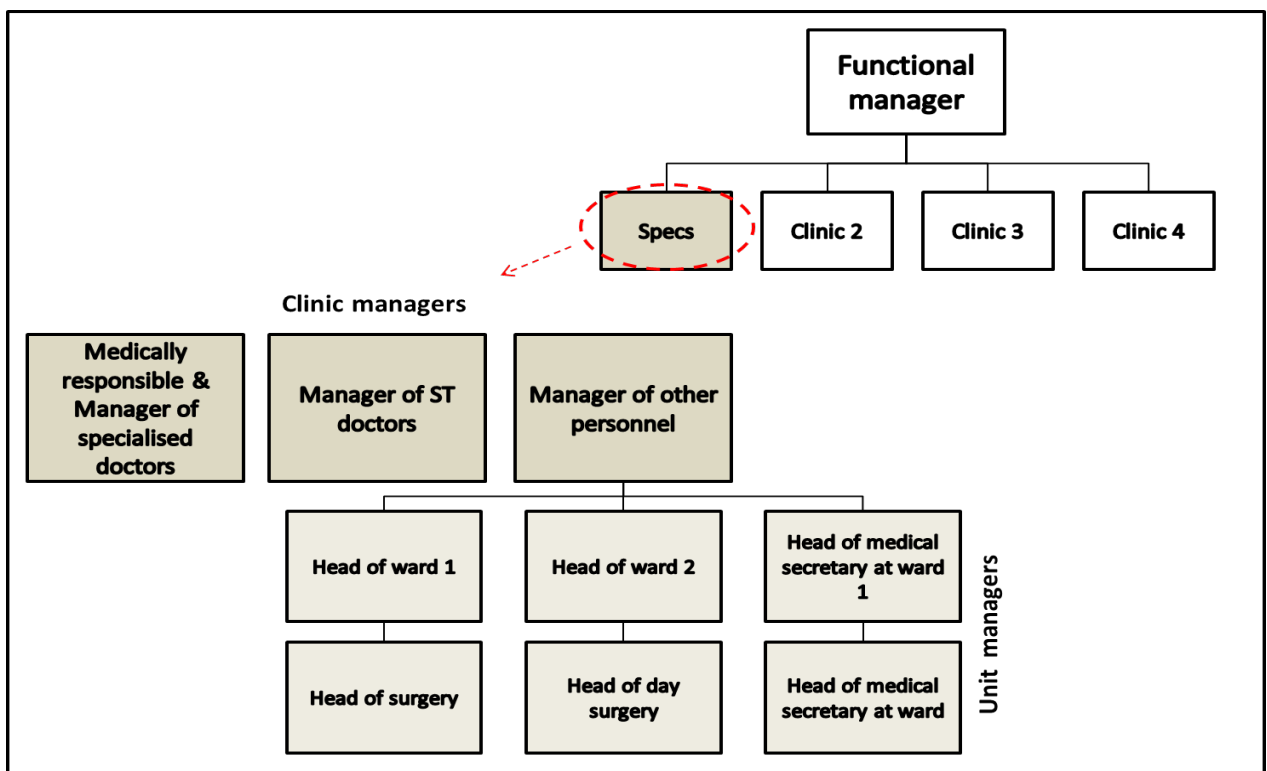 Functional
manager
Specs
Clinic 2
Clinic 3
Clinic 4
Clinic managers
Medically
responsible &
Manager of
specialised
doctors
Manager of ST
doctors
Manager of other
personnel
Head of ward 1
Head of ward 2
Head of medical
secretary at ward
1
Head of surgery
Head of day
surgery
Head of medical
secretary at ward
Unit managers